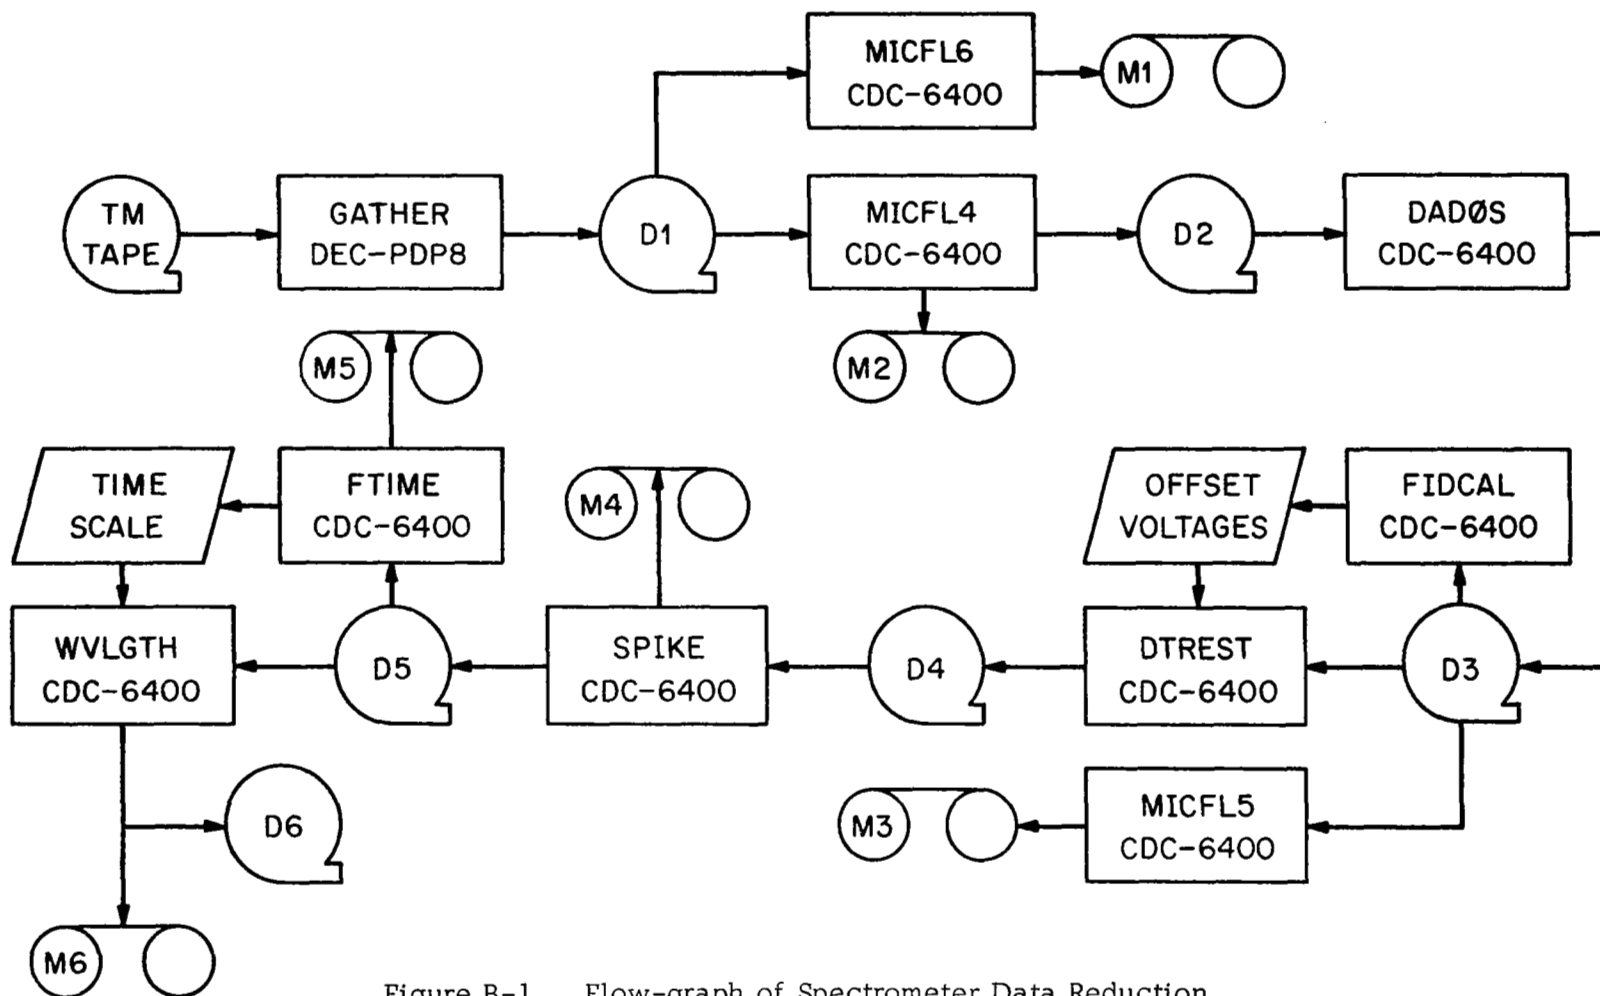 MICFL6
CDC-6400
M1
TM
TAPE
GATHER
DEC-PDP8
D1
MICFL4
CDC-6400
D2
DADØS
CDC-6400
M5
M2
TIME
SCALE
FTIME
CDC-6400
M4
OFFSET
VOLTAGES
FIDCAL
CDC-6400
WVLGTH
CDC-6400
D5
SPIKE
CDC-6400
D4
DTREST
CDC-6400
D3
D6
M3
MICFL5
CDC-6400
M6
Figure B-1 Flow-graph of Spectrometer Data Reduction